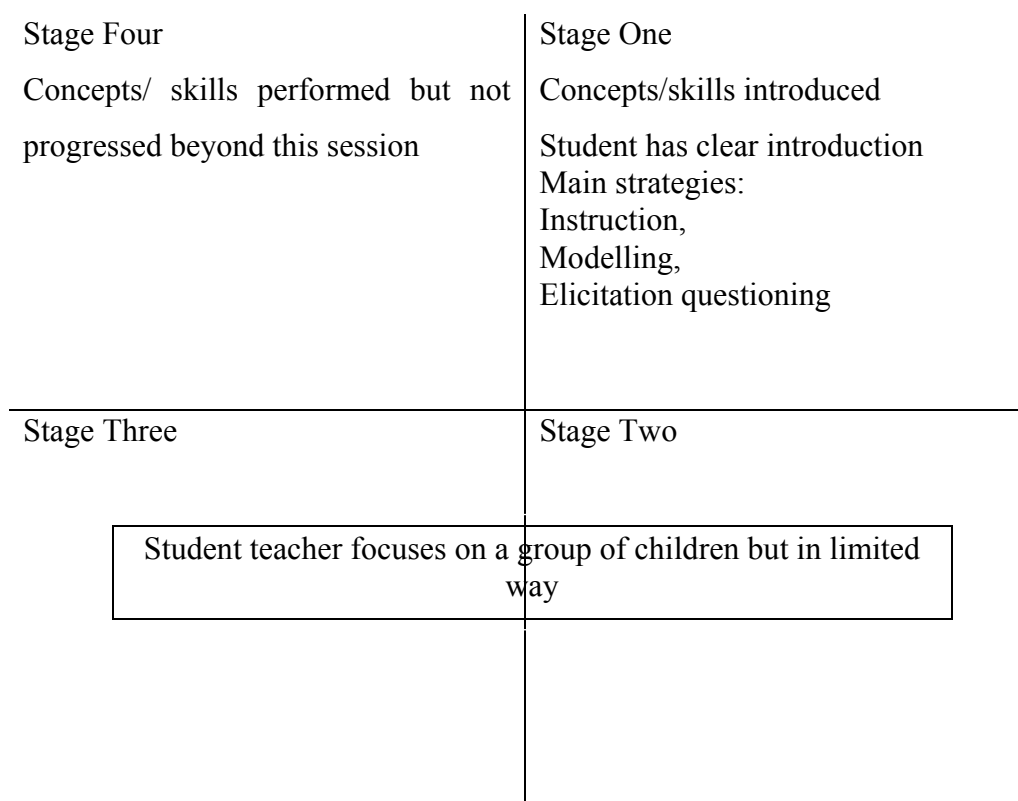 Stage Four
Concepts/ skills performed but not
progressed beyond this session
Stage One
Concepts/skills introduced
Student has clear introduction
Main strategies:
Instruction,
Modelling,
Elicitation questioning
Stage Three
Stage Two
Student teacher focuses on a group of children but in limited
way